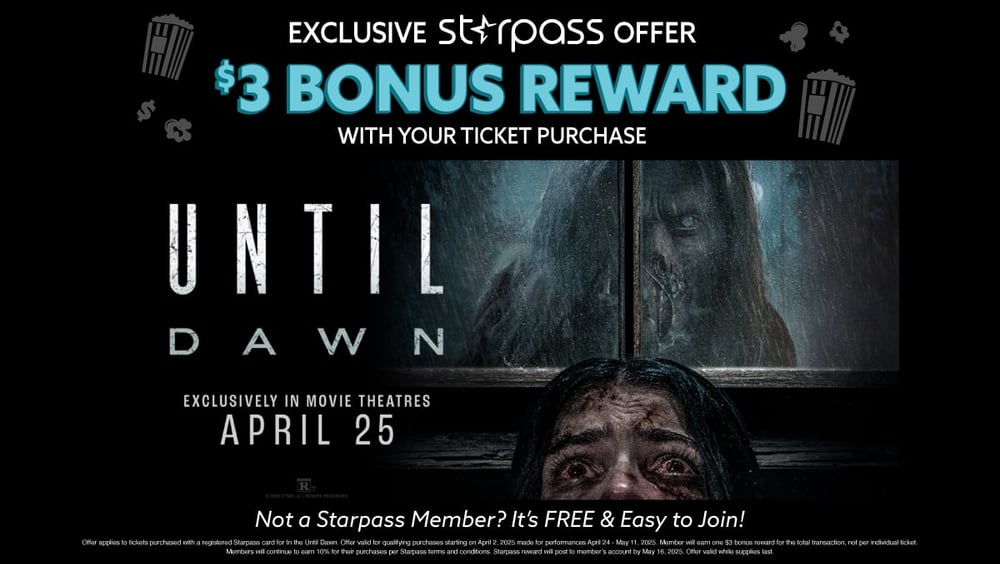 EXCLUSIVE starpass OFFER
$3 BONUS REWARD
WITH YOUR TICKET PURCHASE
UNTIL
DAWN
EXCLUSIVELY IN MOVIE THEATRES
APRIL 25
R
Not a Starpass Member? It's FREE & Easy to Join!
Offer applies to tickets purchased with a registered Starpass card for In the Until Dawn. Offer valid for qualifying purchases starting on April 2, 2025 made for performances April 24 - May 11, 2025. Member will earn one $3 bonus reward for the total transaction, not per individual ticket.
Members will continue to earn 10% for their purchases per Starpass terms and conditions. Starpass reward will post to member's account by May 16, 2025. Offer valid while supplies last.